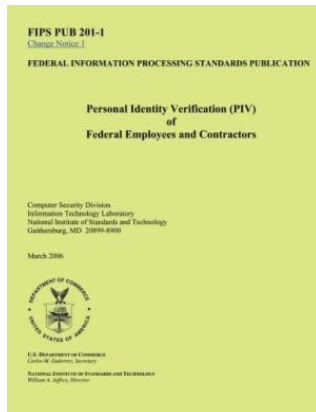 FIPS PUB 201-1
Change Notice 1
FEDERAL INFORMATION PROCESSING STANDARDS PUBLICATION
Personal Identity Verification (PIV)
of
Federal Employees and Contractors
Computer Security Division
Information Technology Laboratory
National Institute of Standards and Technology
Gaithersburg, MD 20899-8900
March 2006
DEPARTMENT OF COMMERCE
UNITED STATES OF AMERICA
U.S. DEPARTMENT OF COMMERCE
Carlos M. Gutierrez, Secretary
NATIONAL INSTITUTE OF STANDARDS AND TECHNOLOGY
William A. Jeffrey, Director